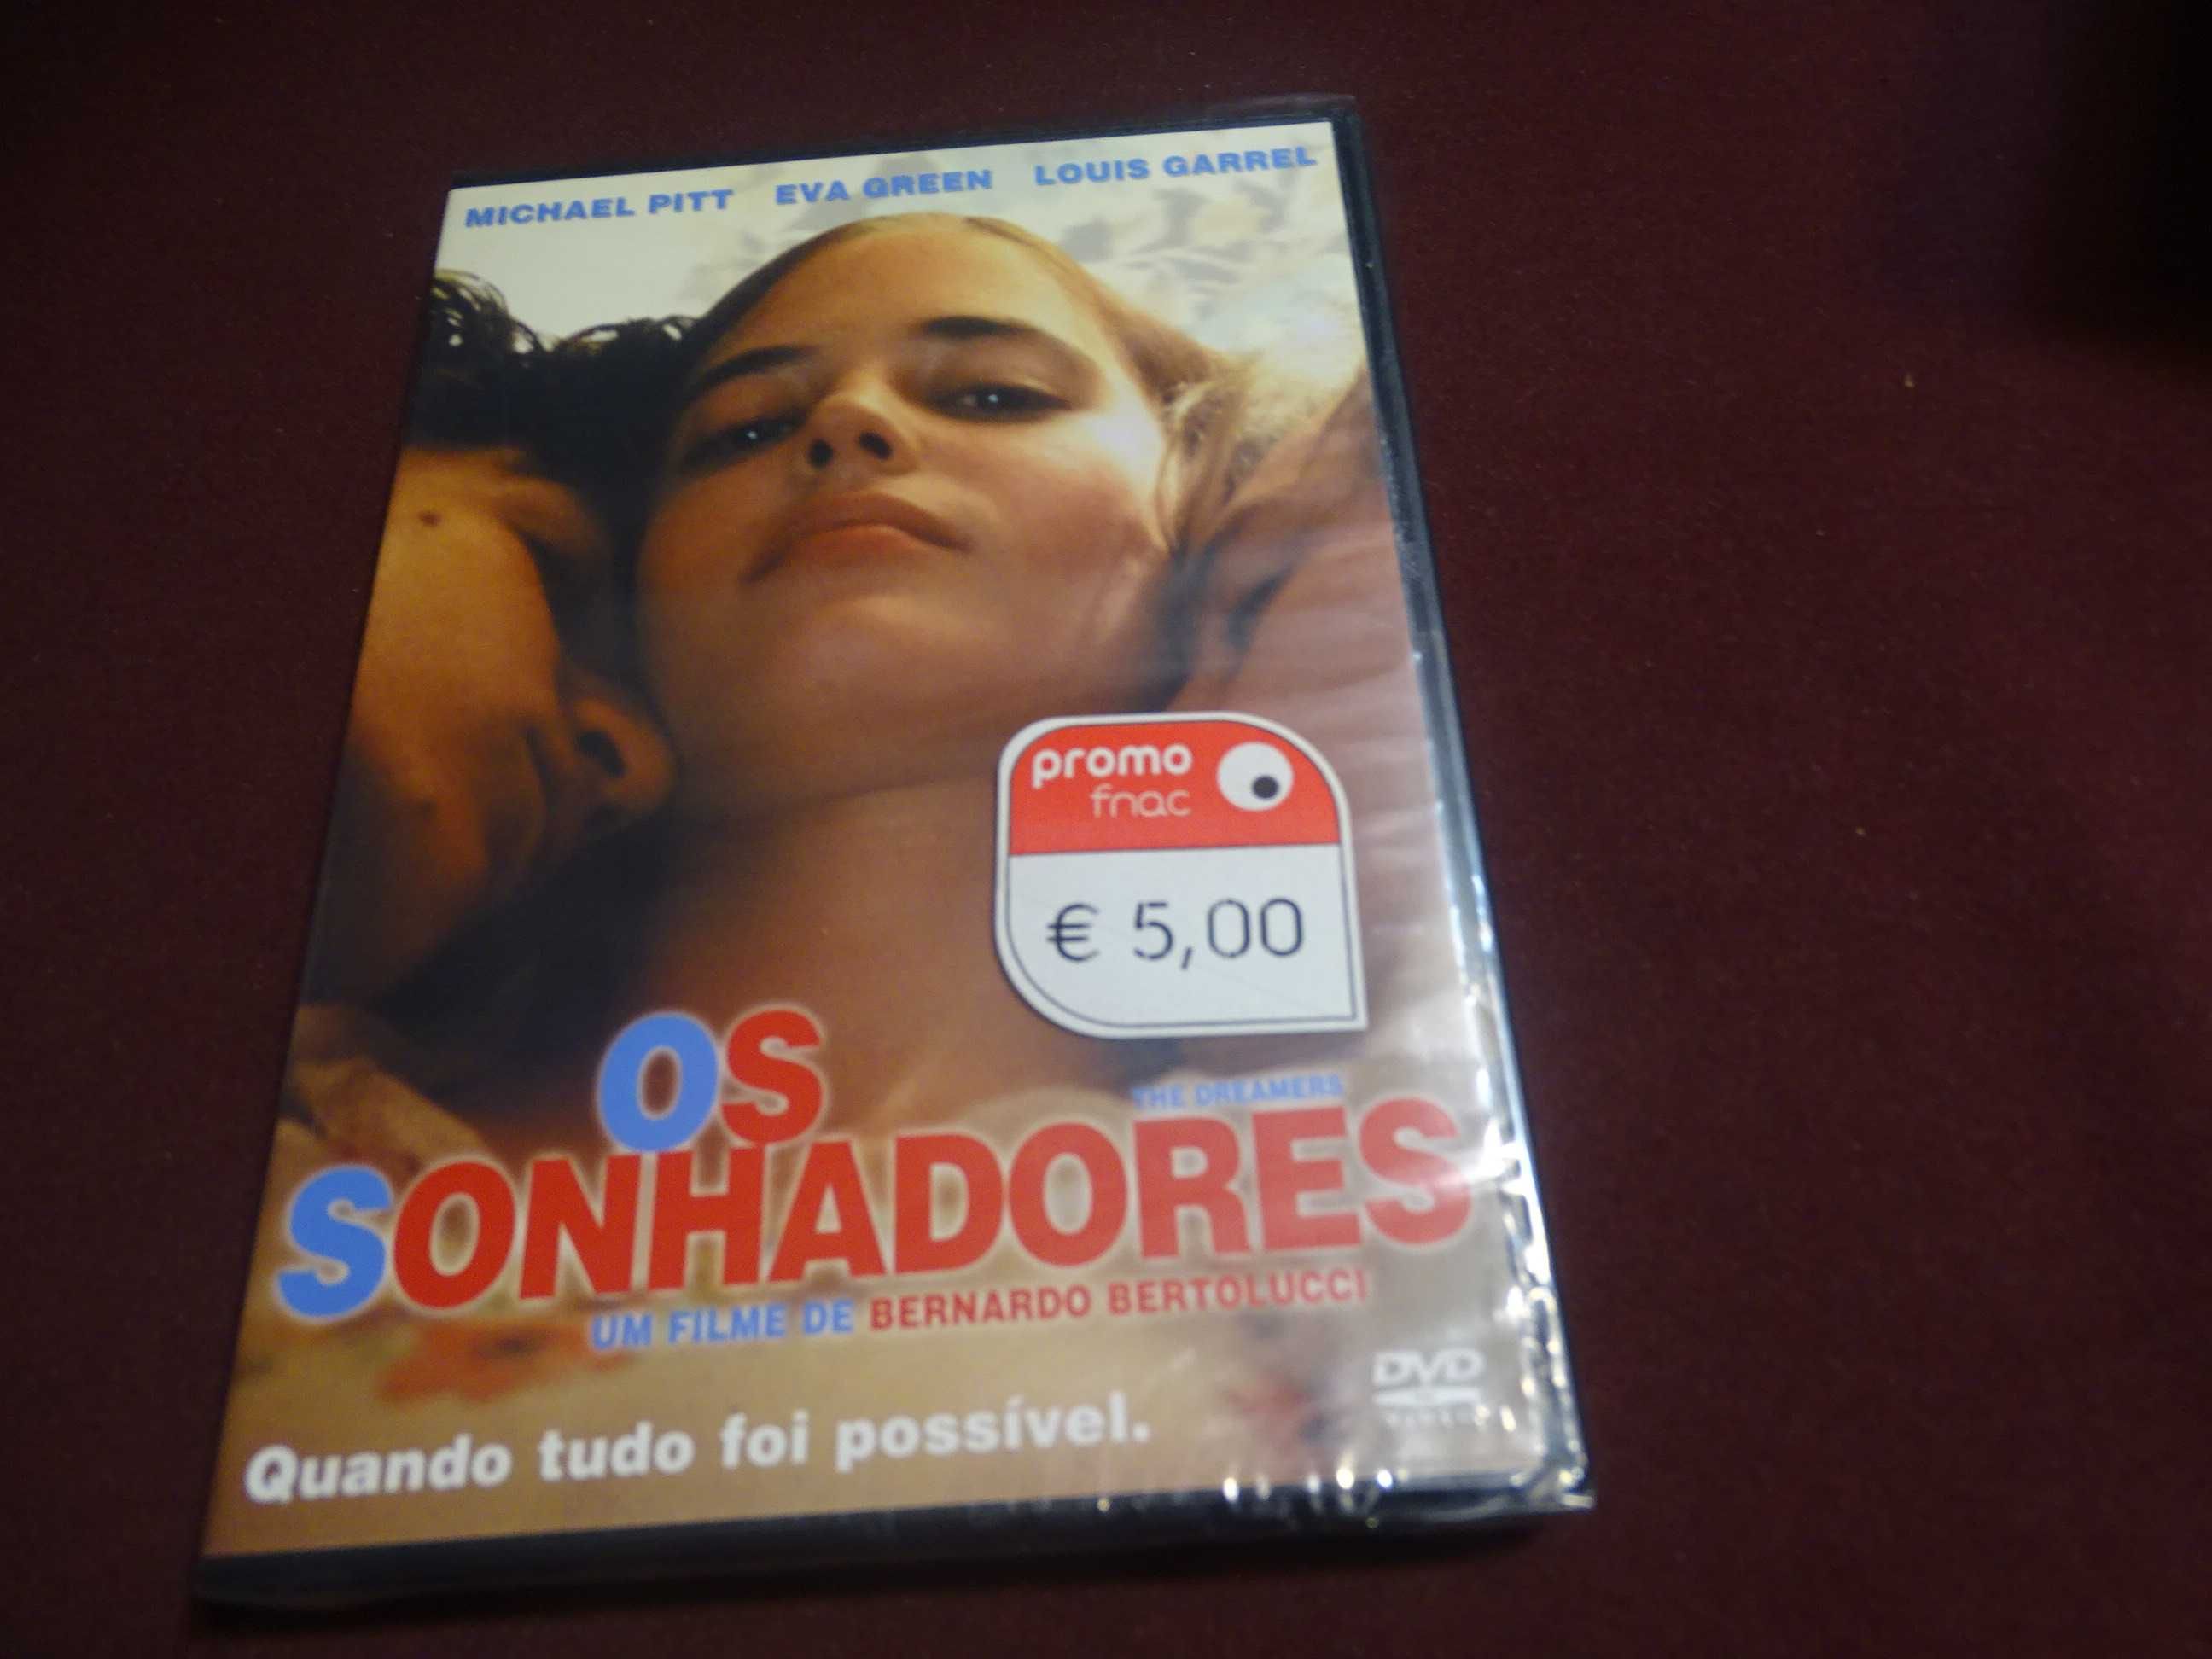 MICHAEL PITT EVA GREEN LOUIS GARREL
promo
fnac
€ 5,00
OS
THE DREAMERS
SONHADORES
UM FILME DE BERNARDO BERTOLUCCI
DVD
VIDEO
Quando tudo foi possível.